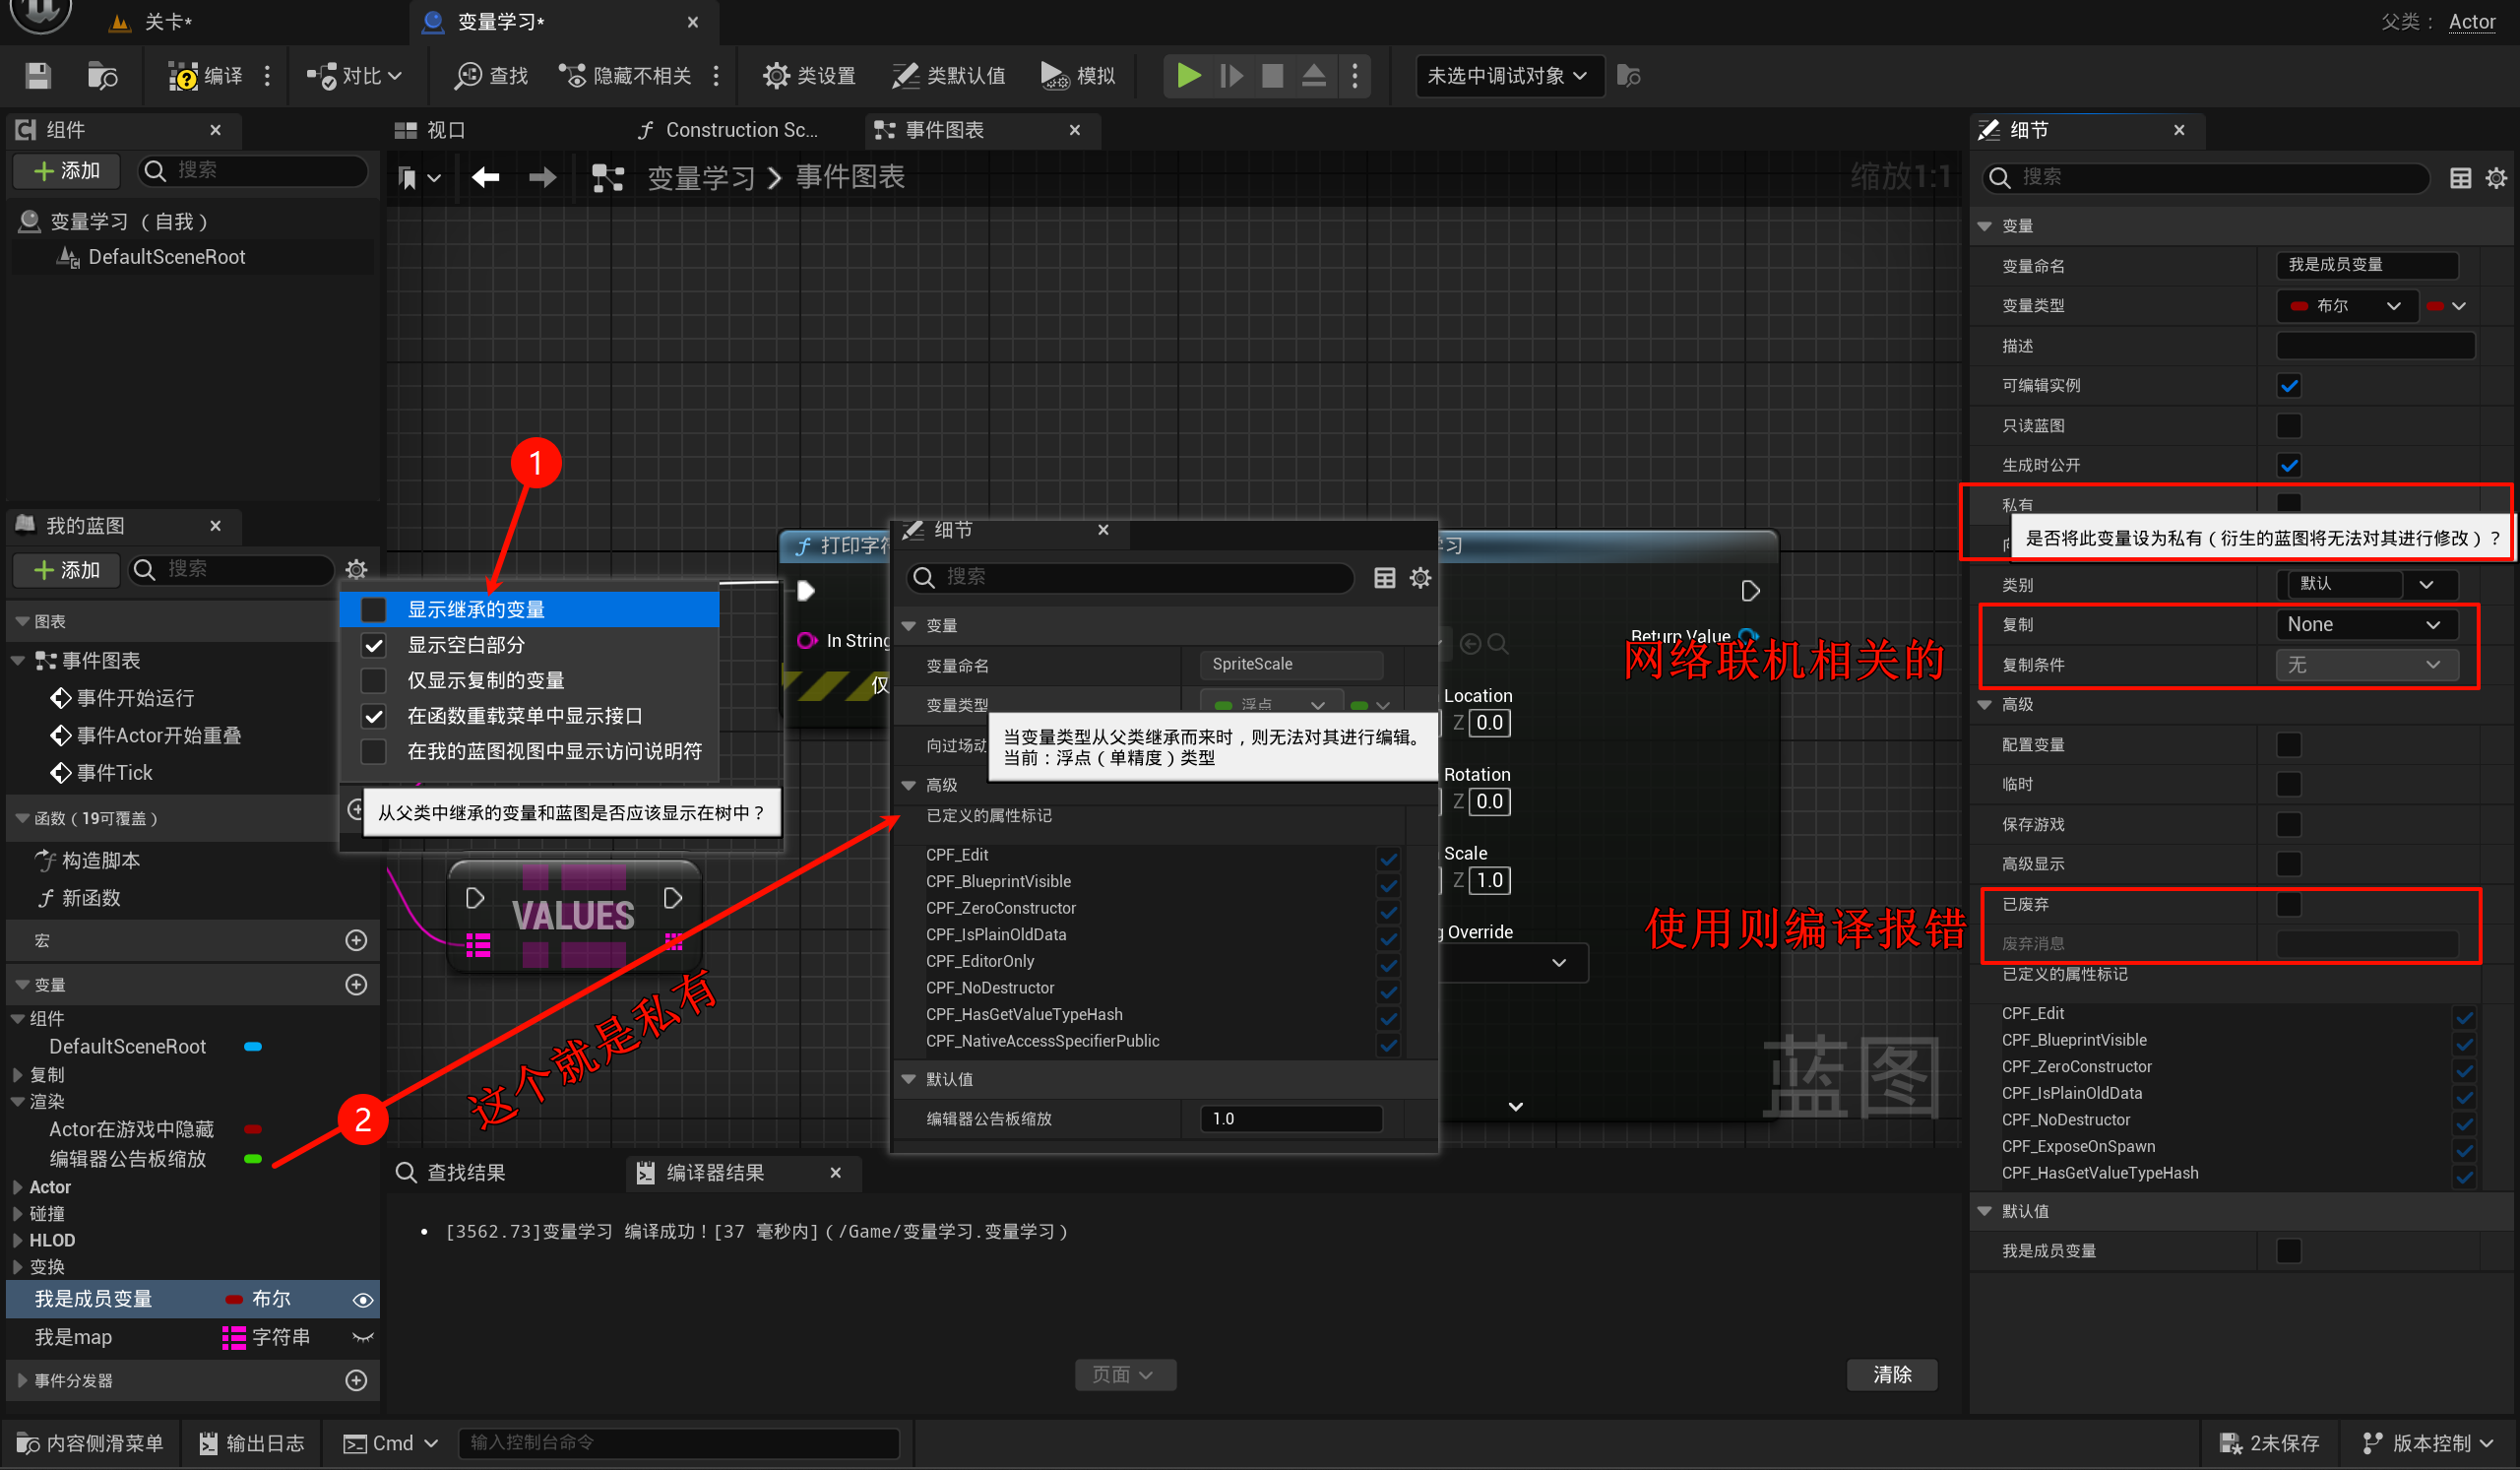 关卡*
变量学习*
父类： Actor
编译
对比
查找
隐藏不相关
类设置
类默认值
模拟
未选中调试对象
组件
添加
搜索
变量学习 （自我）
DefaultSceneRoot
视口
Construction Sc...
事件图表
变量学习 > 事件图表
缩放1:1
1
我的蓝图
添加
搜索
图表
事件图表
事件开始运行
事件Actor开始重叠
事件Tick
函数（19可覆盖）
构造脚本
新函数
宏
变量
组件
DefaultSceneRoot
复制
渲染
Actor在游戏中隐藏
编辑器公告板缩放
Actor
碰撞
HLOD
变换
我是成员变量 布尔
我是map 字符串
事件分发器
显示继承的变量
显示空白部分
仅显示复制的变量
在函数重载菜单中显示接口
在我的蓝图视图中显示访问说明符
从父类中继承的变量和蓝图是否应该显示在树中？
VALUES
2
这个就是私有
打印字符
In String
仅
细节
搜索
变量
变量命名 SpriteScale
变量类型 浮点
向过场动
当变量类型从父类继承而来时，则无法对其进行编辑。
当前：浮点（单精度）类型
高级
已定义的属性标记
CPF_Edit
CPF_BlueprintVisible
CPF_ZeroConstructor
CPF_IsPlainOldData
CPF_EditorOnly
CPF_NoDestructor
CPF_HasGetValueTypeHash
CPF_NativeAccessSpecifierPublic
默认值
编辑器公告板缩放 1.0
习
Return Value
网络联机相关的
Location
Z 0.0
Rotation
Z 0.0
Scale
Z 1.0
使用则编译报错
g Override
蓝图
查找结果
编译器结果
• [3562.73]变量学习 编译成功！[37 毫秒内]（/Game/变量学习.变量学习）
页面
清除
细节
搜索
变量
变量命名 我是成员变量
变量类型 布尔
描述
可编辑实例
只读蓝图
生成时公开
私有
是否将此变量设为私有（衍生的蓝图将无法对其进行修改）？
类别 默认
复制 None
复制条件 无
高级
配置变量
临时
保存游戏
高级显示
已废弃
废弃消息
已定义的属性标记
CPF_Edit
CPF_BlueprintVisible
CPF_ZeroConstructor
CPF_IsPlainOldData
CPF_NoDestructor
CPF_ExposeOnSpawn
CPF_HasGetValueTypeHash
默认值
我是成员变量
内容侧滑菜单
输出日志
Cmd
输入控制台命令
2未保存
版本控制